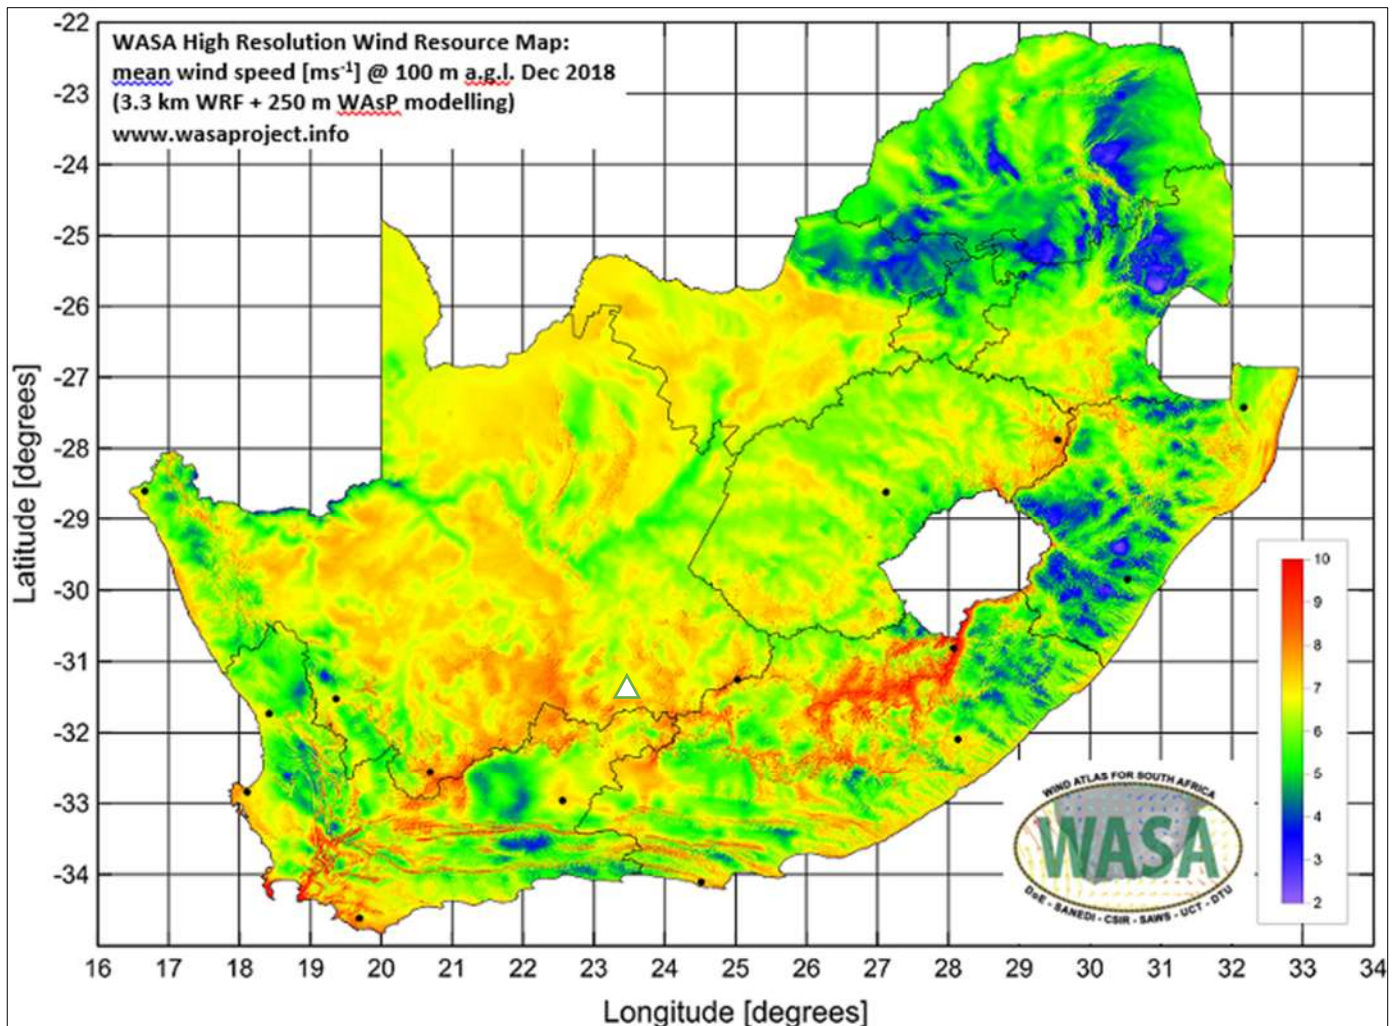 WASA High Resolution Wind Resource Map:
mean wind speed [ms⁻¹] @ 100 m a.g.l. Dec 2018
(3.3 km WRF + 250 m WAsP modelling)
www.wasaproject.info
-22
-23
-24
-25
-26
-27
-28
-29
-30
-31
-32
-33
-34
Latitude [degrees]
10
9
8
7
6
5
4
3
2
WIND ATLAS FOR SOUTH AFRICA
WASA
DoE - SANEDI - CSIR - SAWS - UCT - DTU
16 17 18 19 20 21 22 23 24 25 26 27 28 29 30 31 32 33 34
Longitude [degrees]